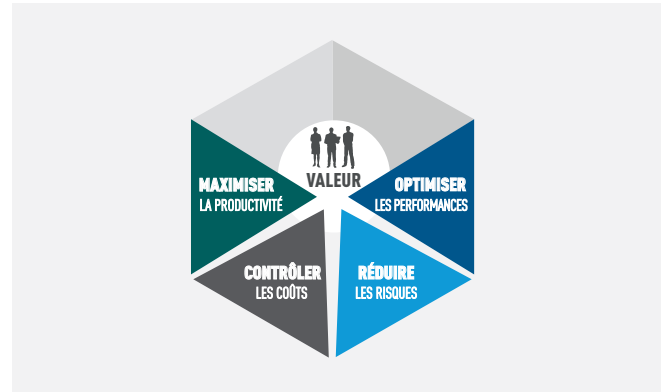 VALEUR
MAXIMISER
LA PRODUCTIVITÉ
OPTIMISER
LES PERFORMANCES
CONTRÔLER
LES COÛTS
RÉDUIRE
LES RISQUES